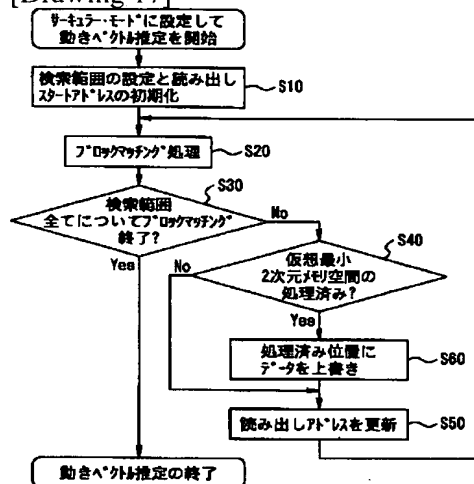 [Drawing 17]
サーキュラー・モードに設定して
動きベクトル推定を開始
検索範囲の設定と読み出し
スタートアドレスの初期化
S10
ブロックマッチング処理
S20
S30
検索範囲
全てについてブロックマッチング
終了?
No
Yes
S40
仮想最小
2次元メモリ空間の
処理済み?
No
Yes
処理済み位置に
データを上書き
S60
読み出しアドレスを更新
S50
動きベクトル推定の終了